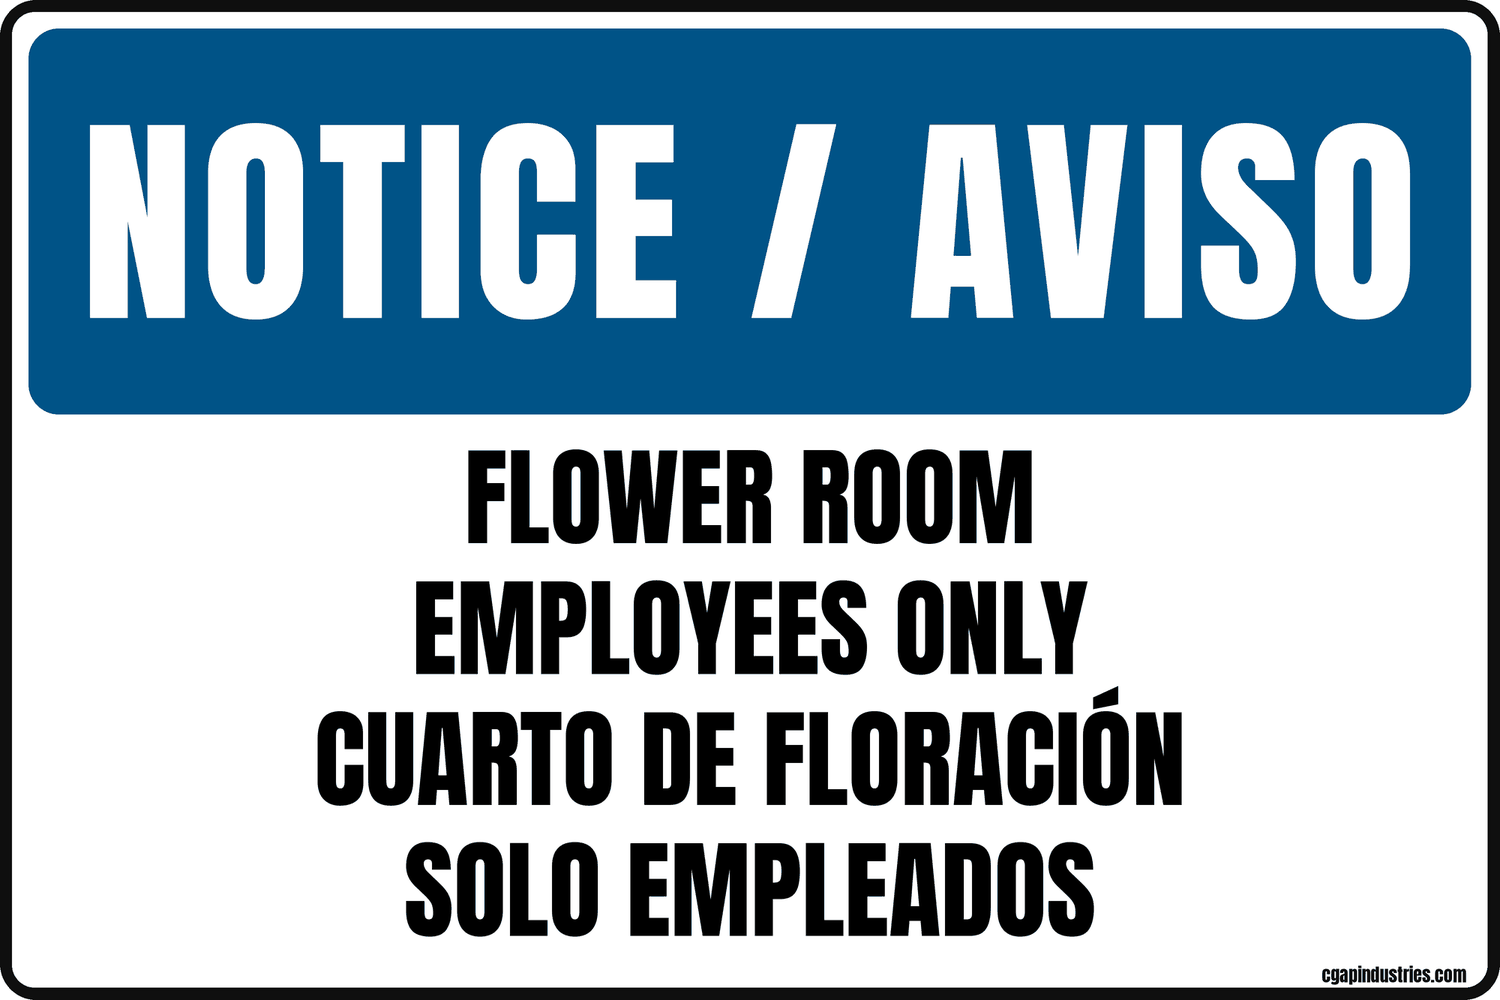 NOTICE / AVISO
FLOWER ROOM
EMPLOYEES ONLY
CUARTO DE FLORACIÓN
SOLO EMPLEADOS
cgapindustries.com